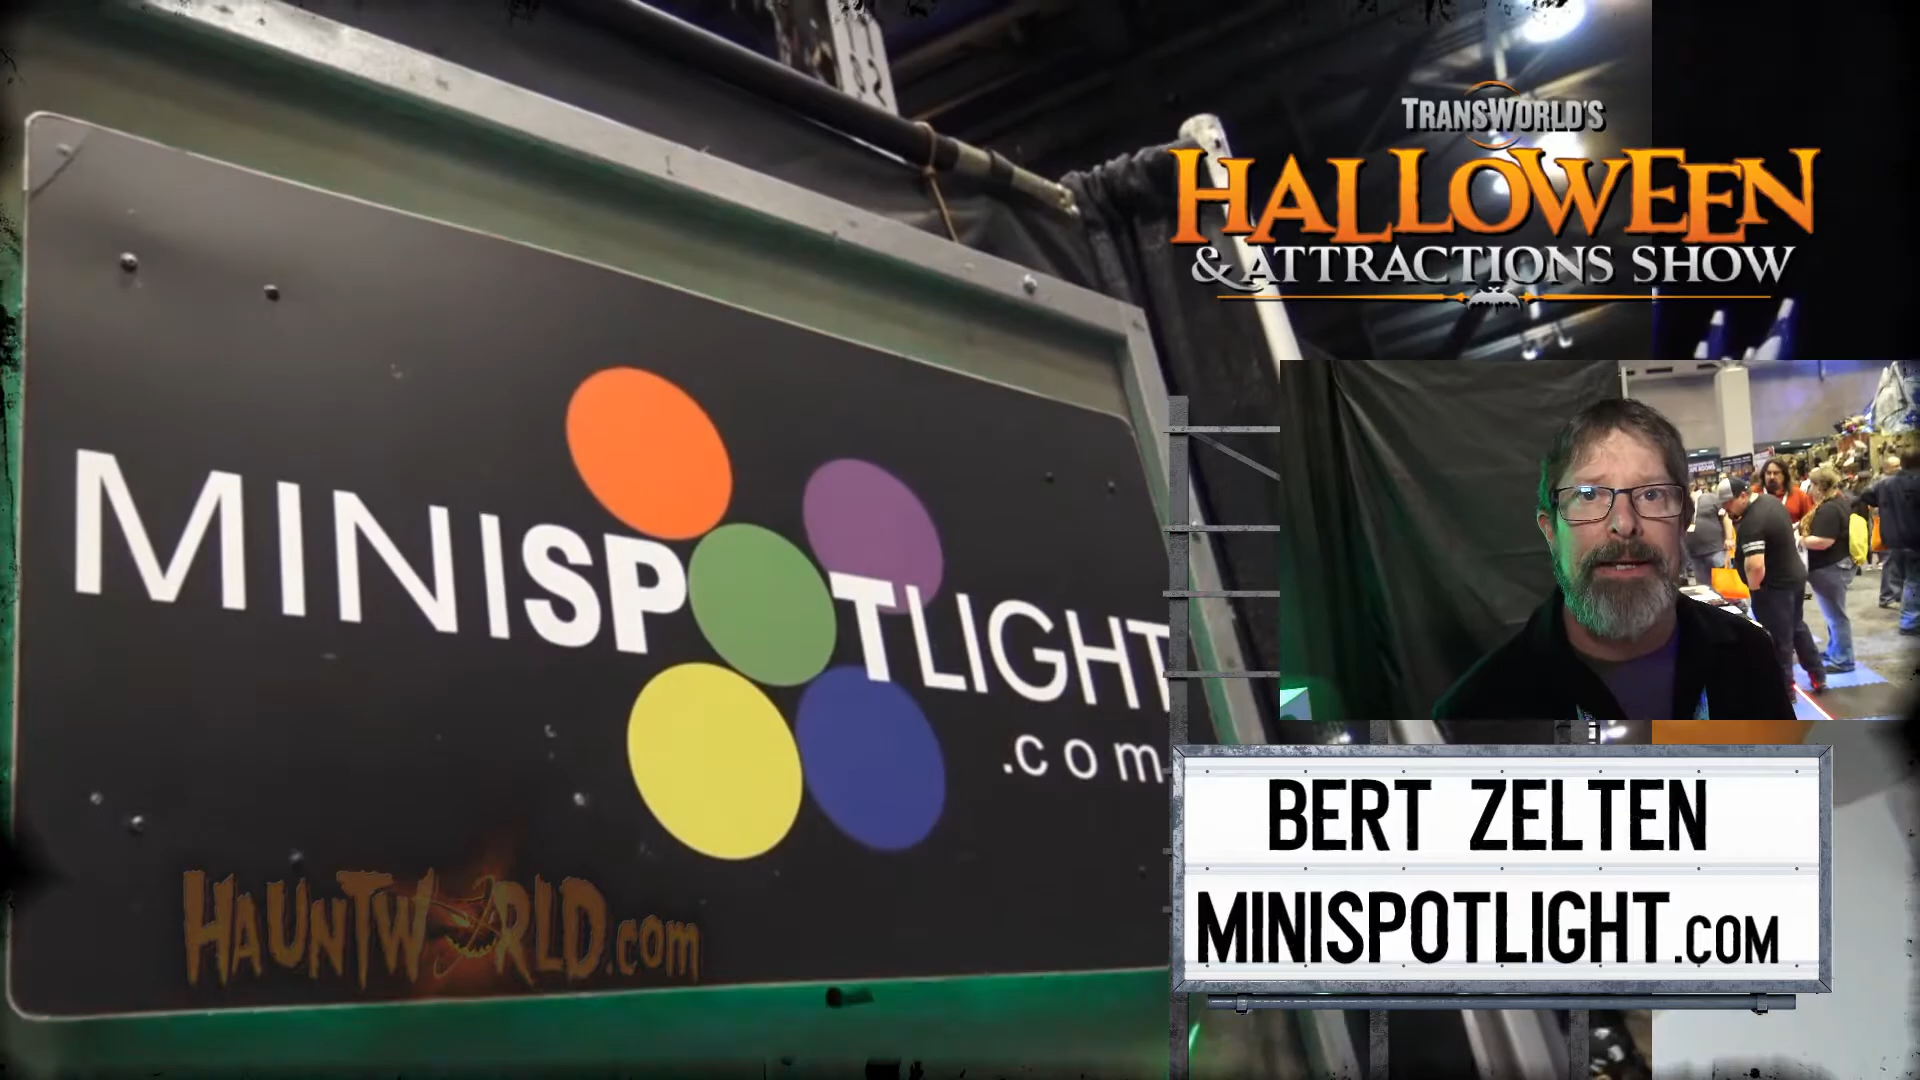 TRANSWORLD'S
HALLOWEEN
& ATTRACTIONS SHOW
MINISPOTLIGHT
.com
HAUNTWORLD.com
BERT ZELTEN
MINISPOTLIGHT.COM